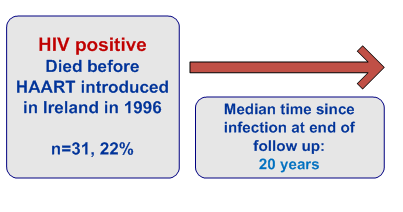 HIV positive
Died before
HAART introduced
in Ireland in 1996
n=31, 22%
Median time since
infection at end of
follow up:
20 years